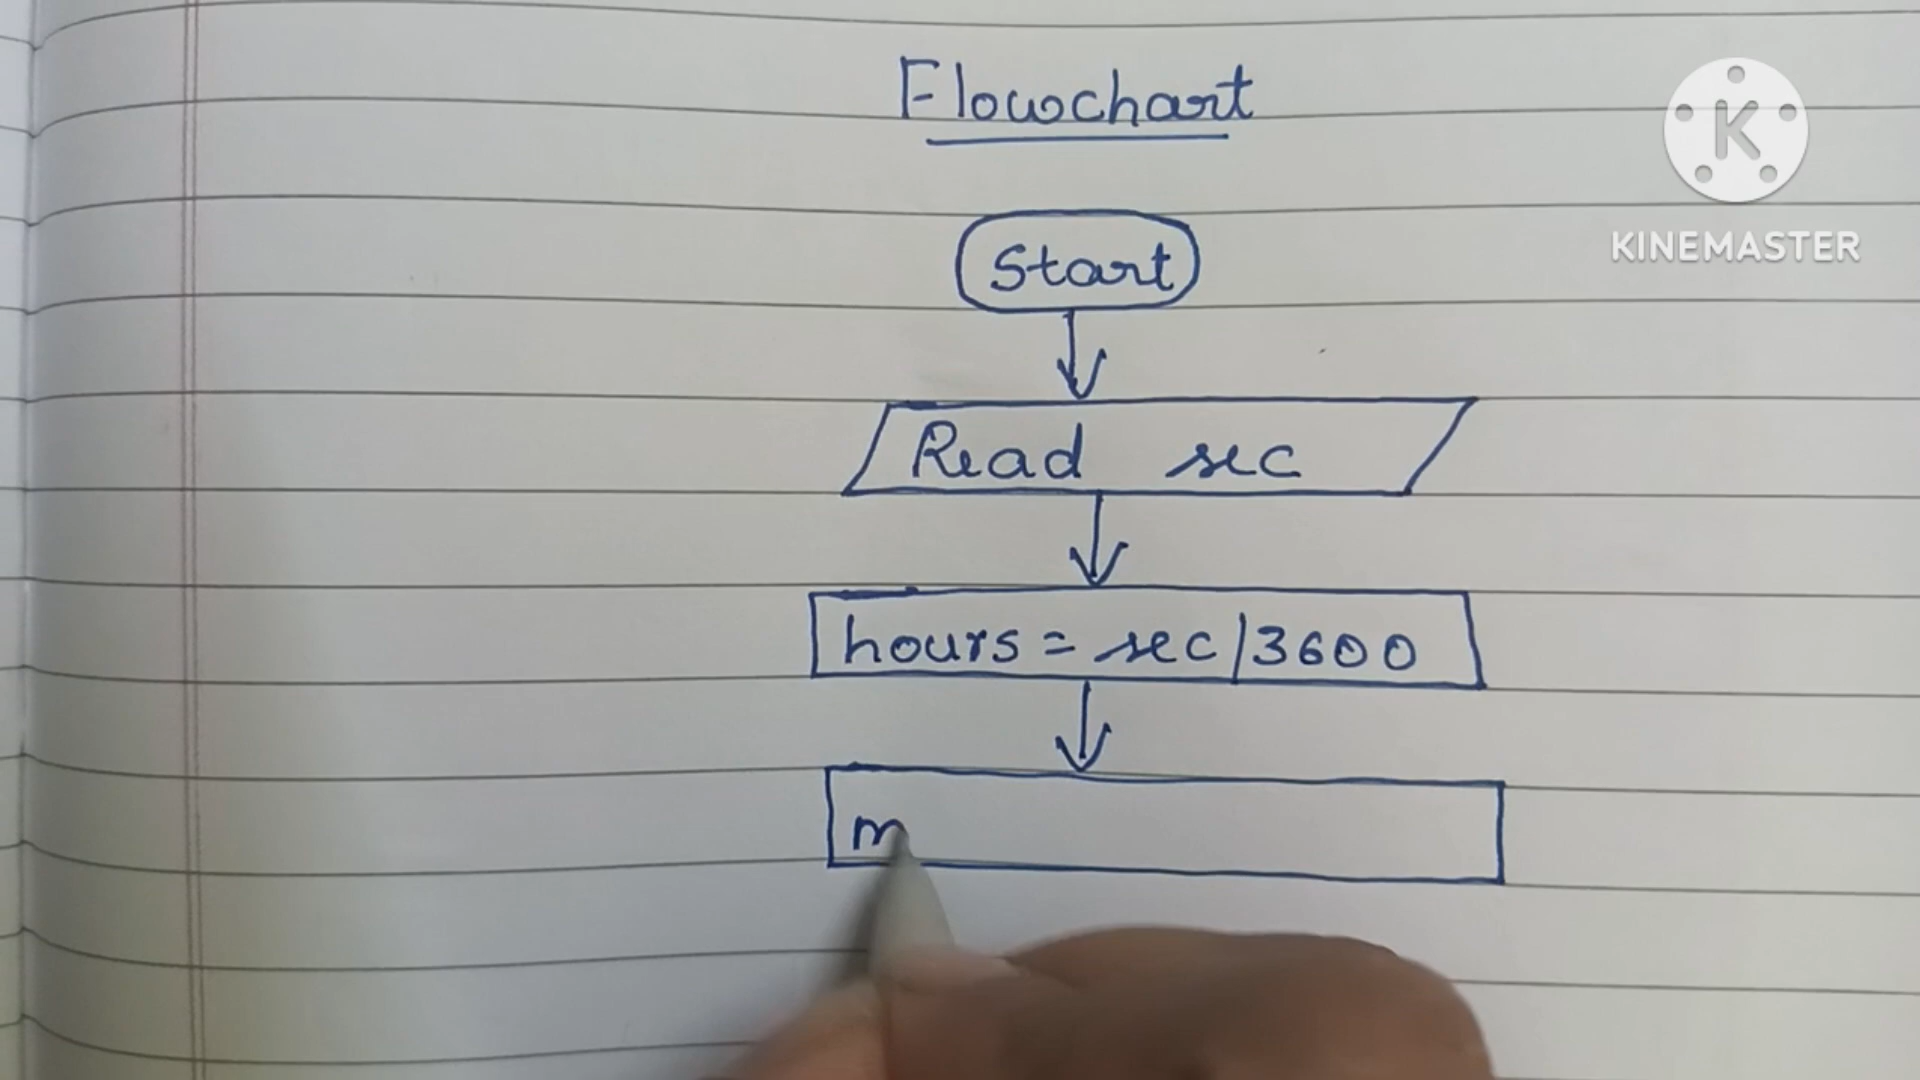 Flowchart
K
KINEMASTER
Start
Read sec
hours = sec/3600
m